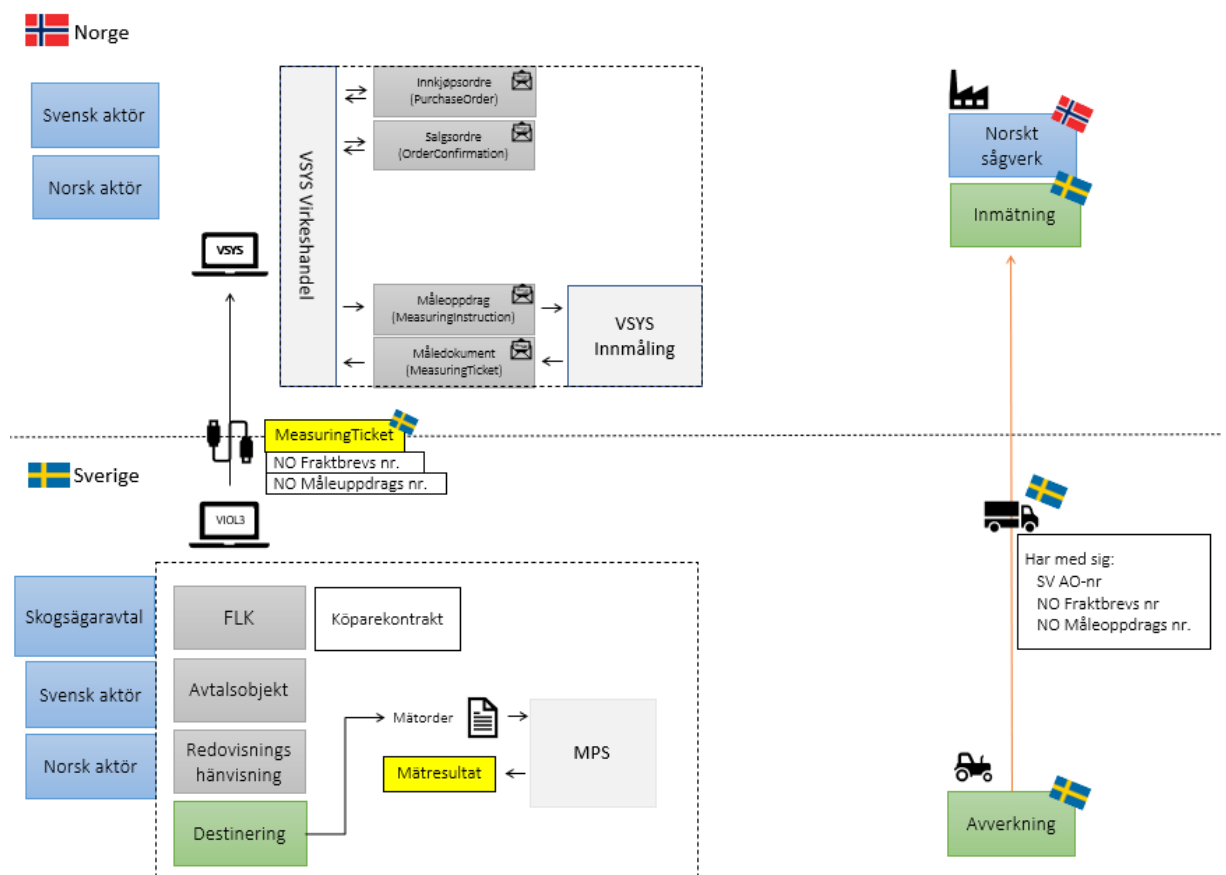 Norge
Svensk aktör
Norsk aktör
VSYS
VSYS Virkeshandel
Innkjøpsordre
(PurchaseOrder)
Salgsordre
(OrderConfirmation)
Måleoppdrag
(MeasuringInstruction)
Måledokument
(MeasuringTicket)
VSYS
Innmåling
Norskt
sågverk
Inmätning
MeasuringTicket
NO Fraktbrevs nr.
NO Måleuppdrags nr.
Sverige
VIOL3
Skogsägaravtal
Svensk aktör
Norsk aktör
FLK
Köparekontrakt
Avtalsobjekt
Redovisnings
hänvisning
Destinering
Mätorder
Mätresultat
MPS
Har med sig:
SV AO-nr
NO Fraktbrevs nr
NO Måleoppdrags nr.
Avverkning